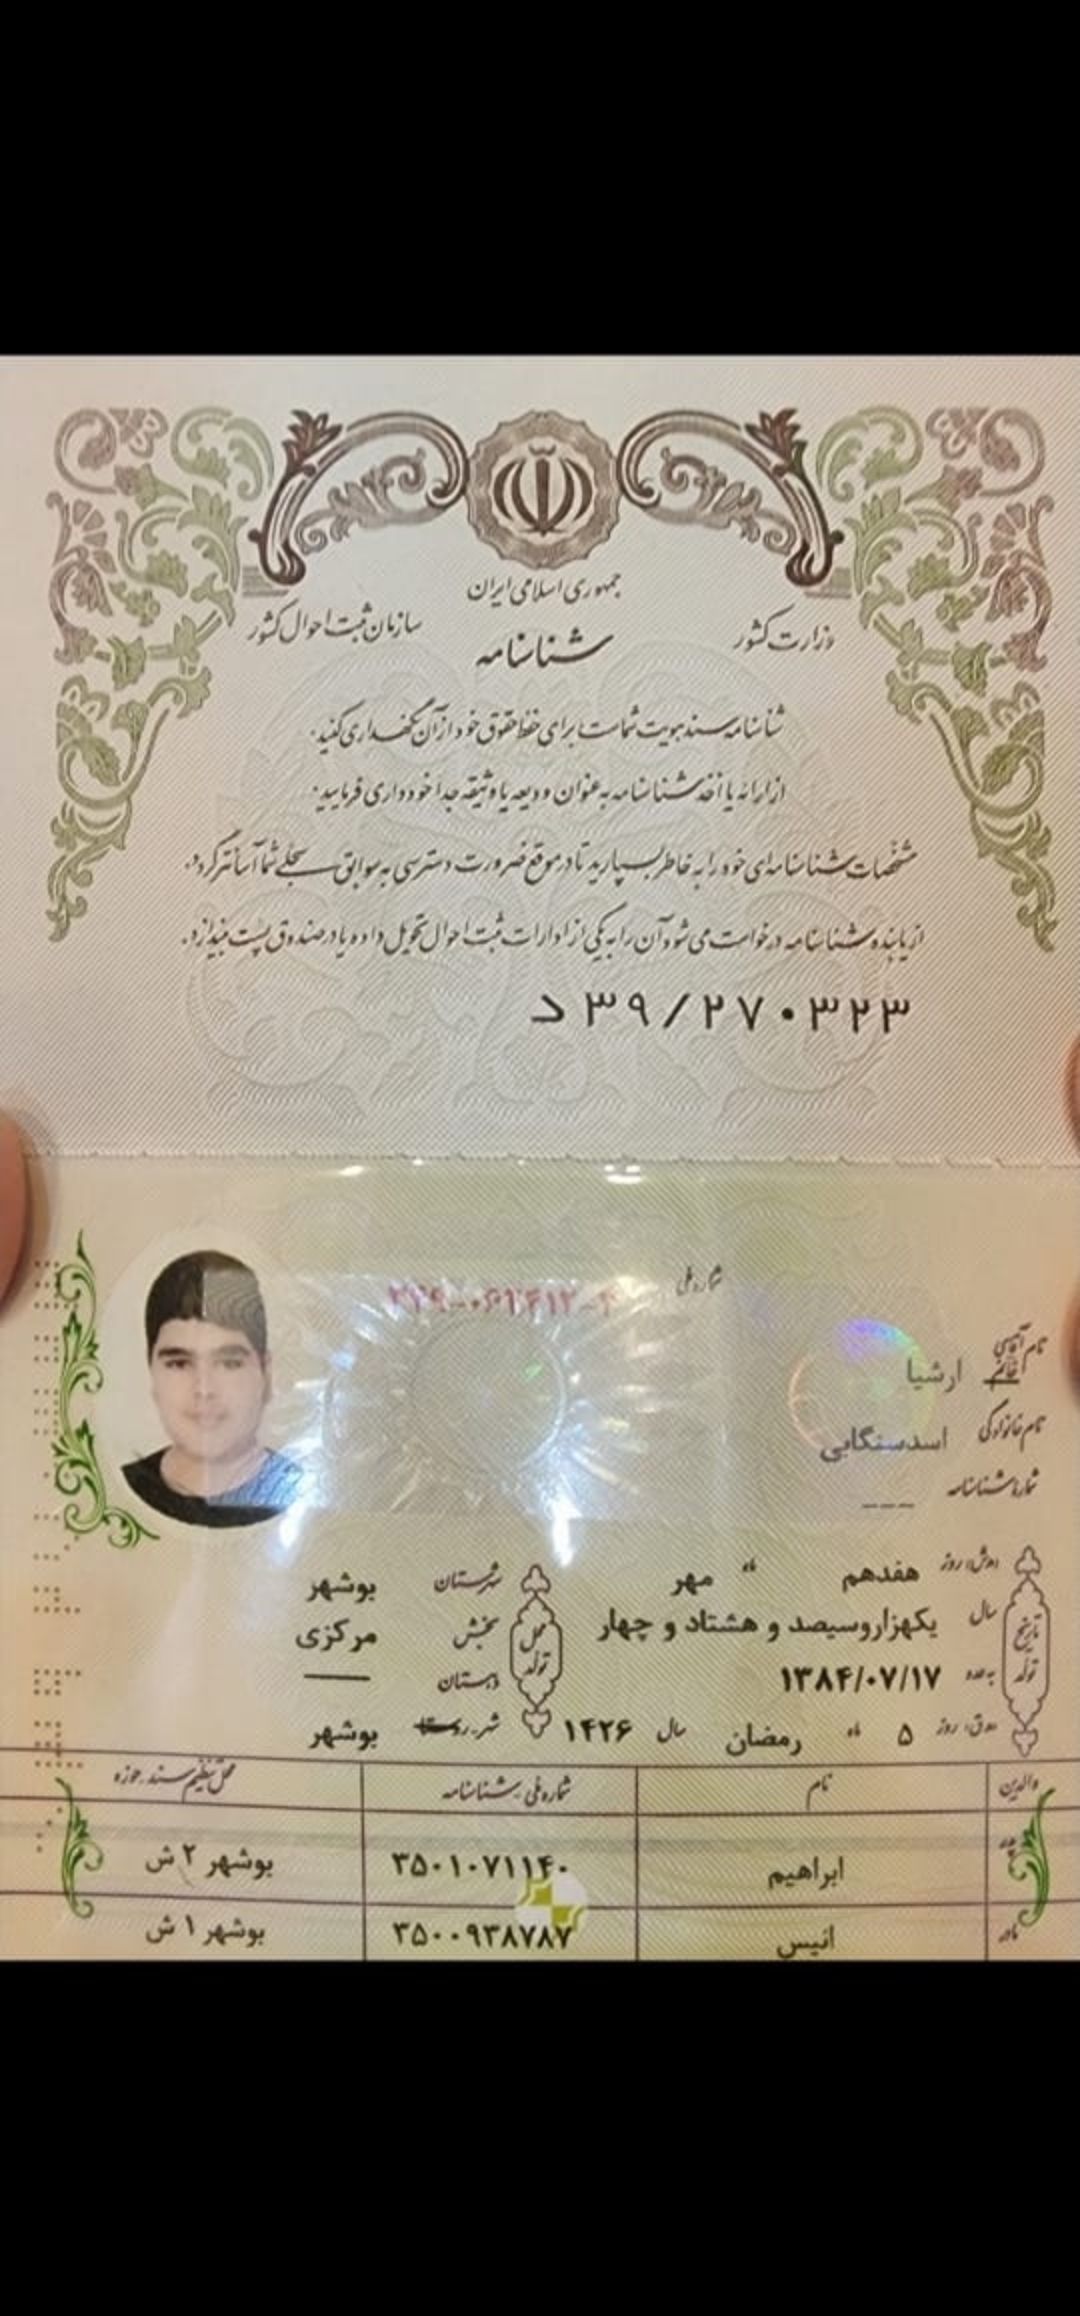 جمهوری اسلامی ایران
وزارت کشور
سازمان ثبت احوال کشور
شناسنامه
شناسنامه سند هویت شماست برای حفظ حقوق خود از آن نگهداری کنید.
از ارائه یا اخذ شناسنامه به عنوان ودیعه یا وثیقه جداً خودداری فرمایید.
مشخصات شناسنامه‌ای خود را به خاطر بسپارید تا در موقع ضرورت دسترسی به سوابق سجلی شما آسانتر گردد.
از یابنده شناسنامه درخواست می شود آن را به یکی از ادارات ثبت احوال تحویل داده یا در صندوق پست بیندازد.
د ۳۹/۲۷۰۳۲۳
شماره ملی
نام آقای خانم ارشیا
نام خانوادگی اسدسنگابی
شماره شناسنامه ---
تاریخ تولد
روز هفدهم ماه مهر
سال یکهزاروسیصد و هشتاد و چهار
به عدد ۱۳۸۴/۰۷/۱۷
روز ۵ ماه رمضان سال ۱۴۲۶
محل تولد
شهرستان بوشهر
بخش مرکزی
دهستان ——
شهر-روستا بوشهر
والدین نام شماره ملی-شناسنامه محل تنظیم سند-حوزه
پدر ابراهیم ۳۵۰۱۰۷۱۱۴۰ بوشهر ۲ ش
مادر انیس ۳۵۰۰۹۳۸۷۸۷ بوشهر ۱ ش